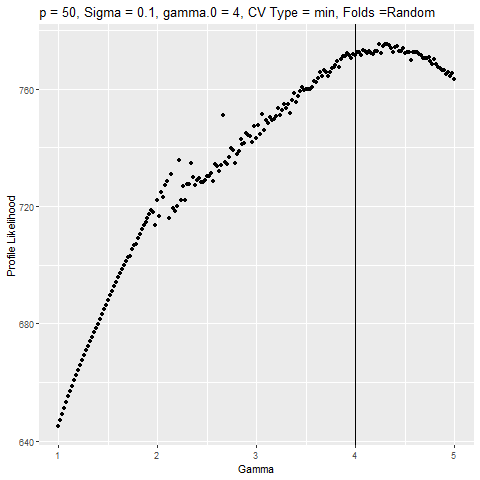 p = 50, Sigma = 0.1, gamma.0 = 4, CV Type = min, Folds =Random
Profile Likelihood
760
720
680
640
1 2 3 4 5
Gamma